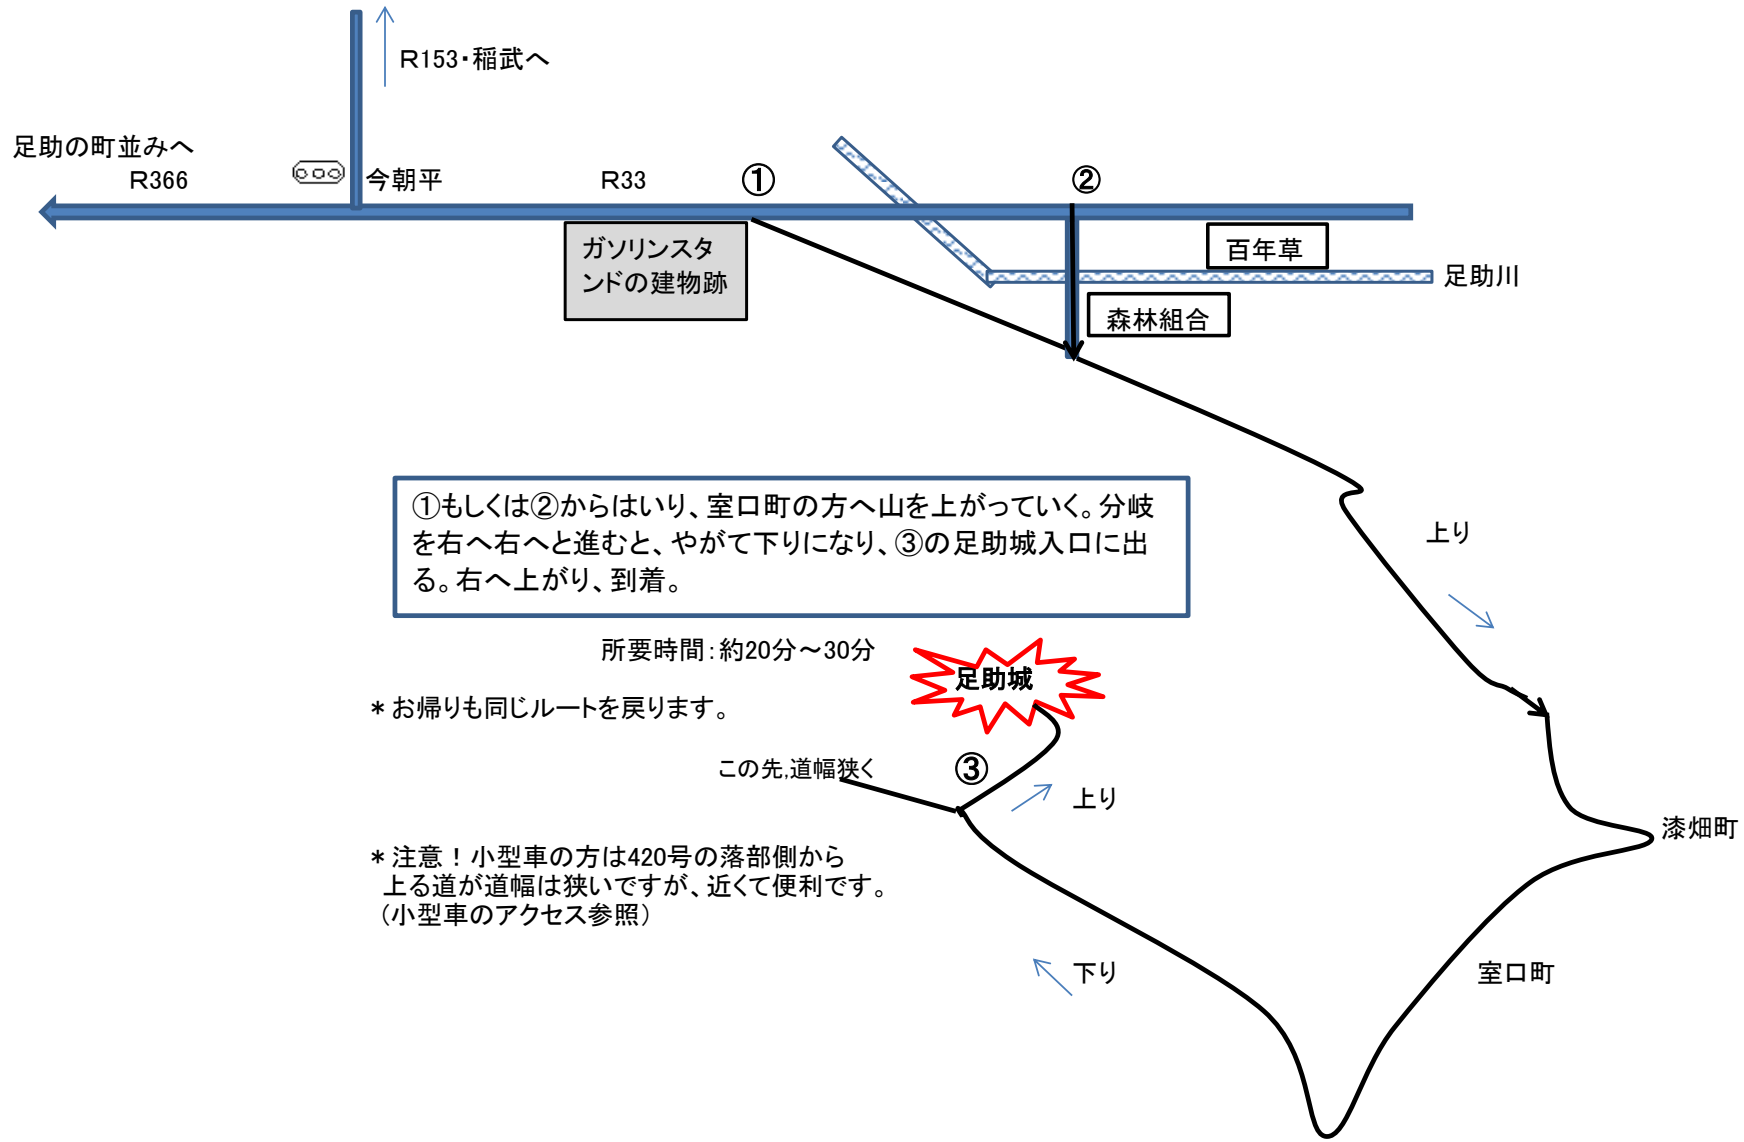 R153・稲武へ
足助の町並みへ
R366
今朝平
R33
①
②
ガソリンスタ
ンドの建物跡
百年草
足助川
森林組合
①もしくは②からはいり、室口町の方へ山を上がっていく。分岐
を右へ右へと進むと、やがて下りになり、③の足助城入口に出
る。右へ上がり、到着。
上り
所要時間：約20分～30分
足助城
＊お帰りも同じルートを戻ります。
この先,道幅狭く
③
上り
漆畑町
＊注意！小型車の方は420号の落部側から
上る道が道幅は狭いですが、近くて便利です。
（小型車のアクセス参照）
下り
室口町